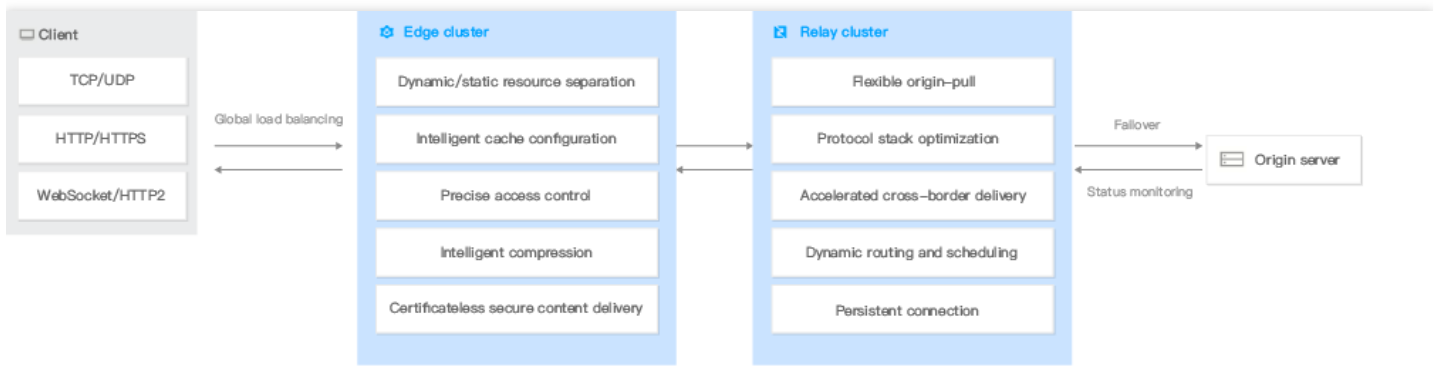 Client
TCP/UDP
HTTP/HTTPS
WebSocket/HTTP2
Global load balancing
Edge cluster
Dynamic/static resource separation
Intelligent cache configuration
Precise access control
Intelligent compression
Certificateless secure content delivery
Relay cluster
Flexible origin-pull
Protocol stack optimization
Accelerated cross-border delivery
Dynamic routing and scheduling
Persistent connection
Failover
Status monitoring
Origin server